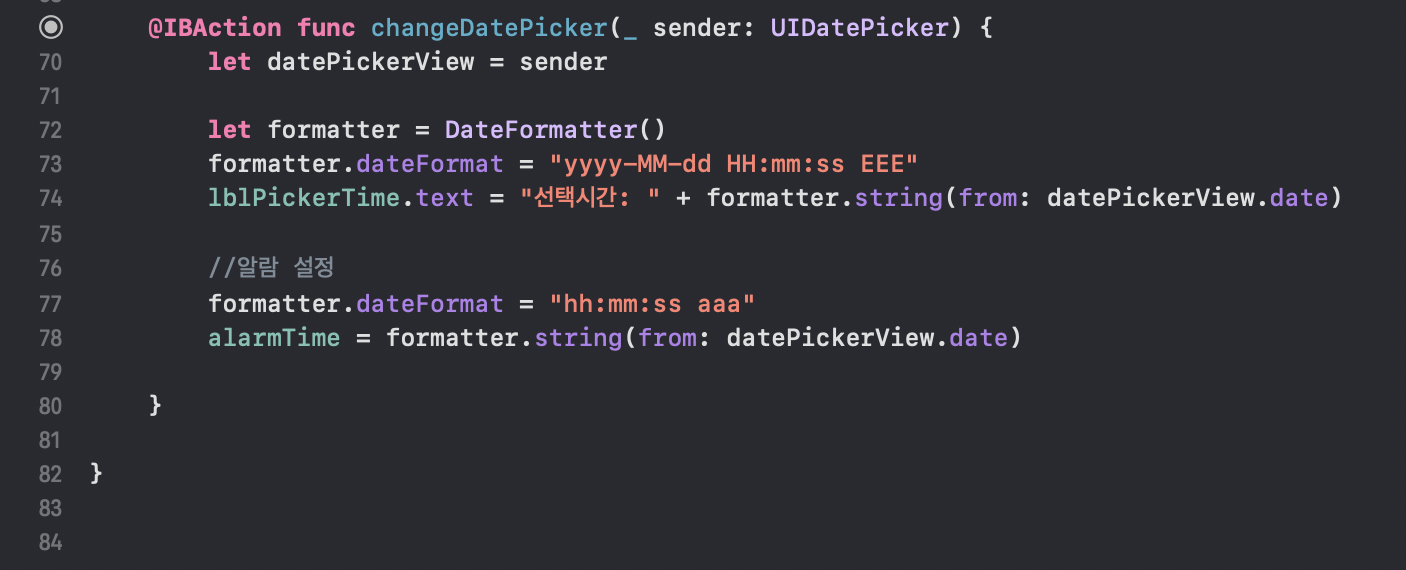 @IBAction func changeDatePicker(_ sender: UIDatePicker) {
70 let datePickerView = sender
71
72 let formatter = DateFormatter()
73 formatter.dateFormat = "yyyy-MM-dd HH:mm:ss EEE"
74 lblPickerTime.text = "선택시간: " + formatter.string(from: datePickerView.date)
75
76 //알람 설정
77 formatter.dateFormat = "hh:mm:ss aaa"
78 alarmTime = formatter.string(from: datePickerView.date)
79
80 }
81
82 }
83
84